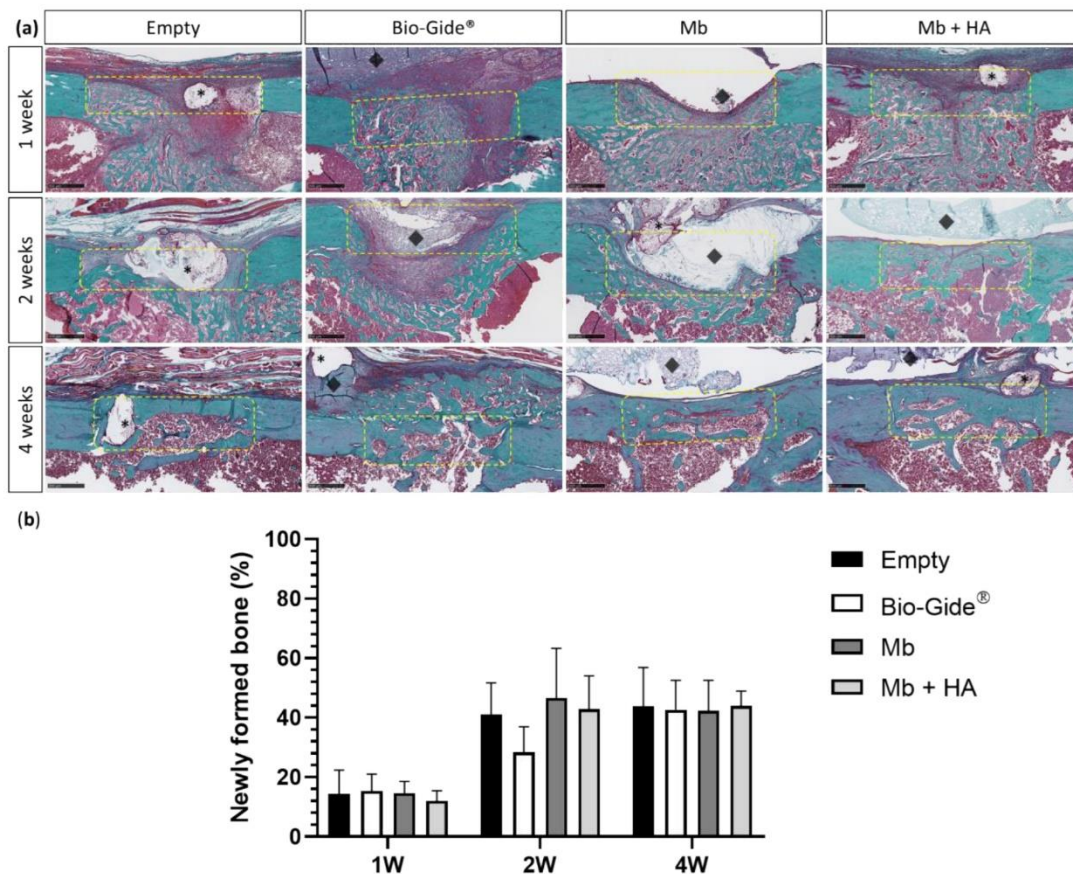 (a) Empty Bio-Gide® Mb Mb + HA
1 week
2 weeks
4 weeks
(b)
Newly formed bone (%)
100
80
60
40
20
0
1W 2W 4W
Empty
Bio-Gide®
Mb
Mb + HA